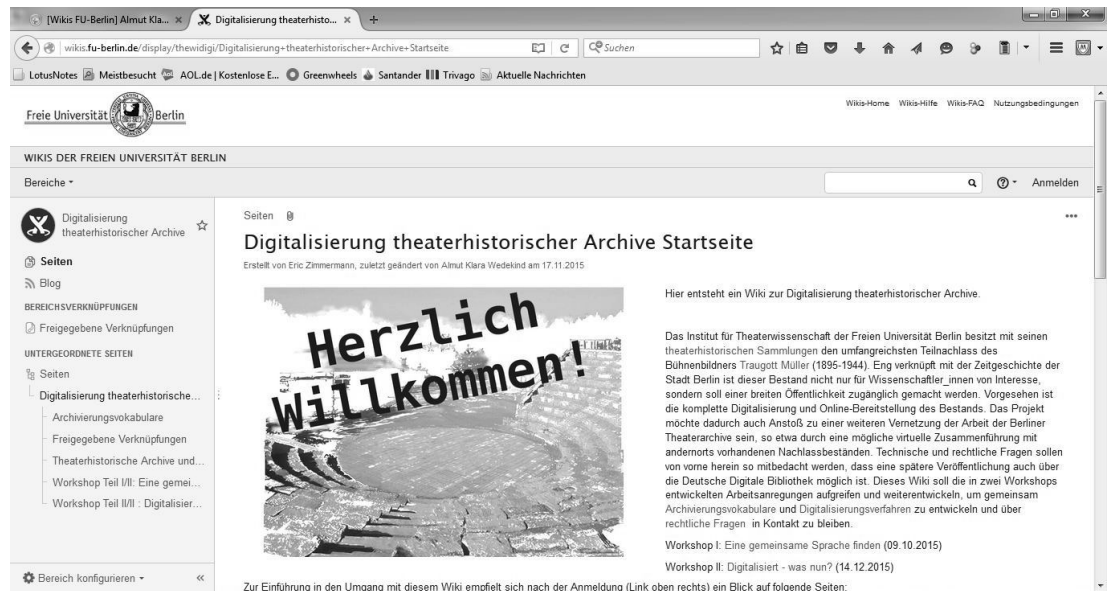 [Wikis FU-Berlin] Almut Kla... ×
Digitalisierung theaterhisto... × +
wikis.fu-berlin.de/display/thewidigi/Digitalisierung+theaterhistorischer+Archive+Startseite
Suchen
LotusNotes Meistbesucht AOL.de | Kostenlose E... Greenwheels Santander Trivago Aktuelle Nachrichten
Freie Universität Berlin
Wikis-Home Wikis-Hilfe Wikis-FAQ Nutzungsbedingungen
WIKIS DER FREIEN UNIVERSITÄT BERLIN
Bereiche
Anmelden
Digitalisierung
theaterhistorischer Archive
Seiten
Blog
BEREICHSVERKNÜPFUNGEN
Freigegebene Verknüpfungen
UNTERGEORDNETE SEITEN
Seiten
Digitalisierung theaterhistorische...
Archivierungsvokabulare
Freigegebene Verknüpfungen
Theaterhistorische Archive und...
Workshop Teil I/II: Eine gemei...
Workshop Teil II/II : Digitalisier...
Bereich konfigurieren «
Seiten
Digitalisierung theaterhistorischer Archive Startseite
Erstellt von Eric Zimmermann, zuletzt geändert von Almut Klara Wedekind am 17.11.2015
Herzlich
Willkommen!
Hier entsteht ein Wiki zur Digitalisierung theaterhistorischer Archive.
Das Institut für Theaterwissenschaft der Freien Universität Berlin besitzt mit seinen
theaterhistorischen Sammlungen den umfangreichsten Teilnachlass des
Bühnenbildners Traugott Müller (1895-1944). Eng verknüpft mit der Zeitgeschichte der
Stadt Berlin ist dieser Bestand nicht nur für Wissenschaftler_innen von Interesse,
sondern soll einer breiten Öffentlichkeit zugänglich gemacht werden. Vorgesehen ist
die komplette Digitalisierung und Online-Bereitstellung des Bestands. Das Projekt
möchte dadurch auch Anstoß zu einer weiteren Vernetzung der Arbeit der Berliner
Theaterarchive sein, so etwa durch eine mögliche virtuelle Zusammenführung mit
andernorts vorhandenen Nachlassbeständen. Technische und rechtliche Fragen sollen
von vorne herein so mitbedacht werden, dass eine spätere Veröffentlichung auch über
die Deutsche Digitale Bibliothek möglich ist. Dieses Wiki soll die in zwei Workshops
entwickelten Arbeitsanregungen aufgreifen und weiterentwickeln, um gemeinsam
Archivierungsvokabulare und Digitalisierungsverfahren zu entwickeln und über
rechtliche Fragen in Kontakt zu bleiben.
Workshop I: Eine gemeinsame Sprache finden (09.10.2015)
Workshop II: Digitalisiert - was nun? (14.12.2015)
Zur Einführung in den Umgang mit diesem Wiki empfielt sich nach der Anmeldung (Link oben rechts) ein Blick auf folgende Seiten: